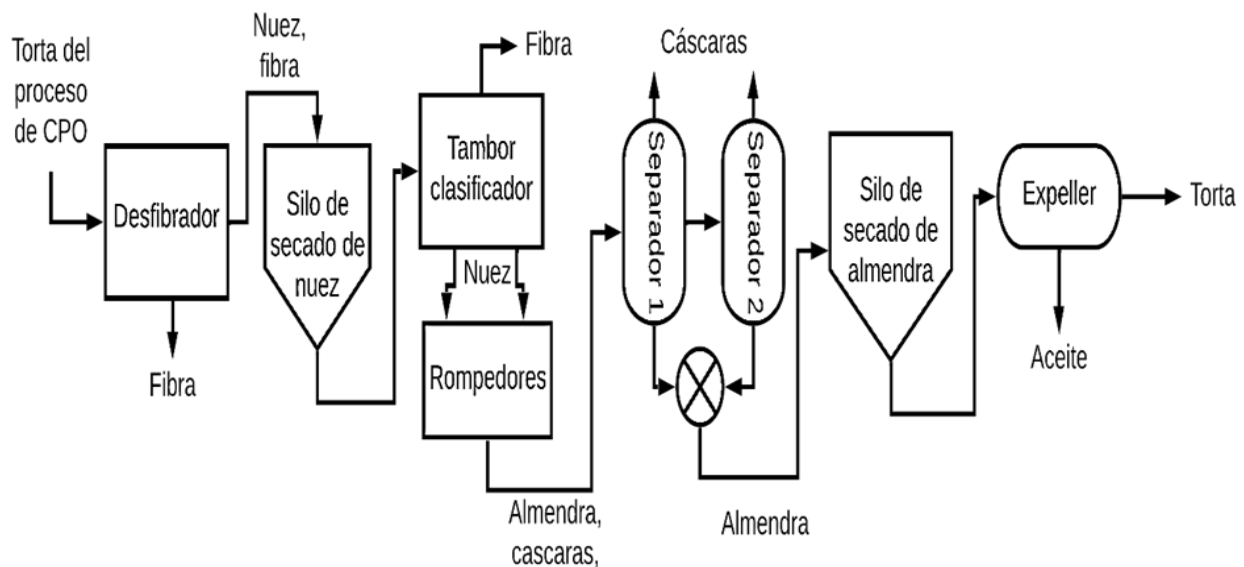 Torta del
proceso
de CPO
Desfibrador
Fibra
Nuez,
fibra
Silo de
secado de
nuez
Fibra
Tambor
clasificador
Nuez
Rompedores
Almendra,
cascaras,
Cáscaras
Separador 1
Separador 2
Almendra
Silo de
secado de
almendra
Expeller
Torta
Aceite